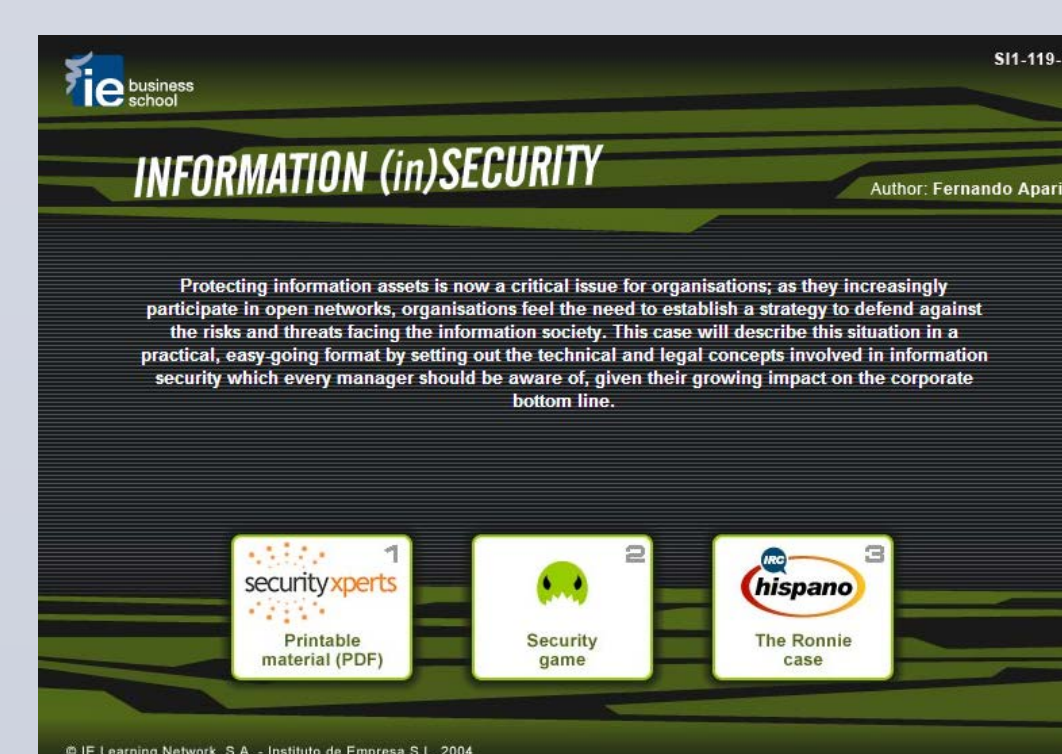 ie business
school
SI1-119-
INFORMATION (in)SECURITY
Author: Fernando Apari
Protecting information assets is now a critical issue for organisations; as they increasingly
participate in open networks, organisations feel the need to establish a strategy to defend against
the risks and threats facing the information society. This case will describe this situation in a
practical, easy-going format by setting out the technical and legal concepts involved in information
security which every manager should be aware of, given their growing impact on the corporate
bottom line.
1
securityxperts
Printable
material (PDF)
2
Security
game
3
IRC
hispano
The Ronnie
case
© IE Learning Network, S.A. - Instituto de Empresa S.L. 2004